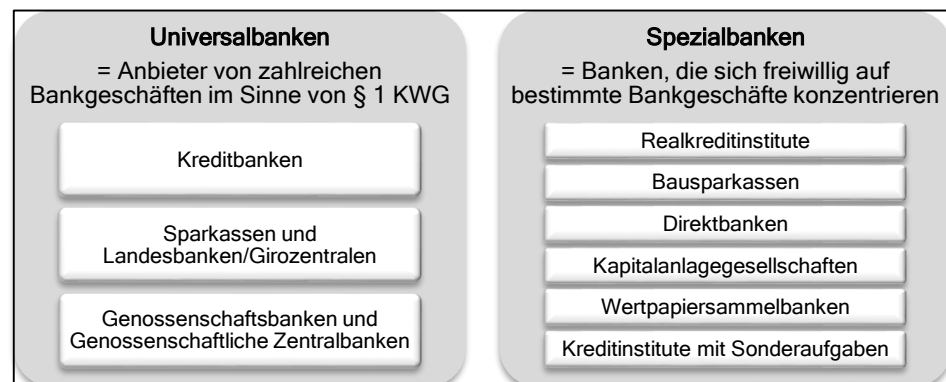 Universalbanken
= Anbieter von zahlreichen
Bankgeschäften im Sinne von § 1 KWG
Kreditbanken
Sparkassen und
Landesbanken/Girozentralen
Genossenschaftsbanken und
Genossenschaftliche Zentralbanken
Spezialbanken
= Banken, die sich freiwillig auf
bestimmte Bankgeschäfte konzentrieren
Realkreditinstitute
Bausparkassen
Direktbanken
Kapitalanlagegesellschaften
Wertpapiersammelbanken
Kreditinstitute mit Sonderaufgaben